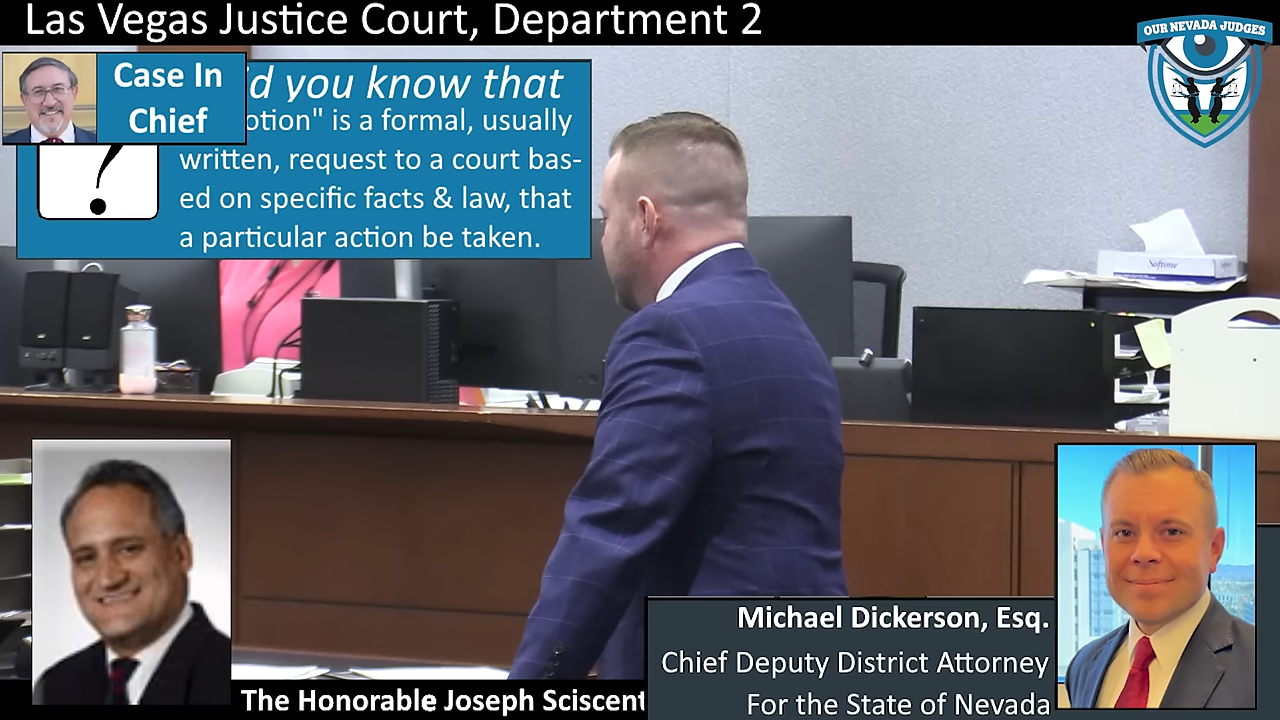 Las Vegas Justice Court, Department 2
OUR NEVADA JUDGES
Case In
Chief
d you know that
otion" is a formal, usually
written, request to a court bas-
ed on specific facts & law, that
a particular action be taken.
?
Softone
Michael Dickerson, Esq.
Chief Deputy District Attorney
For the State of Nevada
The Honorable Joseph Sciscent